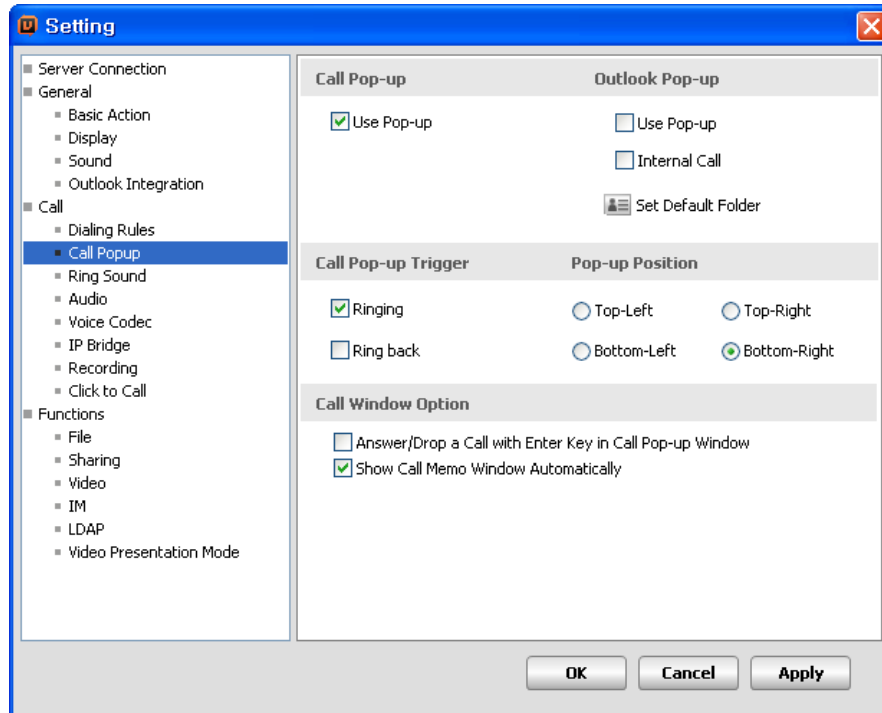 Setting
Server Connection
General
Basic Action
Display
Sound
Outlook Integration
Call
Dialing Rules
Call Popup
Ring Sound
Audio
Voice Codec
IP Bridge
Recording
Click to Call
Functions
File
Sharing
Video
IM
LDAP
Video Presentation Mode
Call Pop-up
Outlook Pop-up
Use Pop-up
Use Pop-up
Internal Call
Set Default Folder
Call Pop-up Trigger
Pop-up Position
Ringing
Top-Left
Top-Right
Ring back
Bottom-Left
Bottom-Right
Call Window Option
Answer/Drop a Call with Enter Key in Call Pop-up Window
Show Call Memo Window Automatically
OK
Cancel
Apply